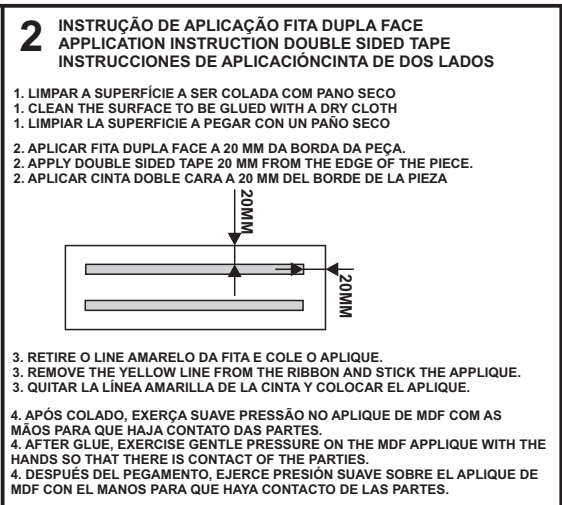 2
INSTRUÇÃO DE APLICAÇÃO FITA DUPLA FACE
APPLICATION INSTRUCTION DOUBLE SIDED TAPE
INSTRUCCIONES DE APLICACIÓNCINTA DE DOS LADOS
1. LIMPAR A SUPERFÍCIE A SER COLADA COM PANO SECO
1. CLEAN THE SURFACE TO BE GLUED WITH A DRY CLOTH
1. LIMPIAR LA SUPERFICIE A PEGAR CON UN PAÑO SECO
2. APLICAR FITA DUPLA FACE A 20 MM DA BORDA DA PEÇA.
2. APPLY DOUBLE SIDED TAPE 20 MM FROM THE EDGE OF THE PIECE.
2. APLICAR CINTA DOBLE CARA A 20 MM DEL BORDE DE LA PIEZA
20MM
20MM
3. RETIRE O LINE AMARELO DA FITA E COLE O APLIQUE.
3. REMOVE THE YELLOW LINE FROM THE RIBBON AND STICK THE APPLIQUE.
3. QUITAR LA LÍNEA AMARILLA DE LA CINTA Y COLOCAR EL APLIQUE.
4. APÓS COLADO, EXERÇA SUAVE PRESSÃO NO APLIQUE DE MDF COM AS
MÃOS PARA QUE HAJA CONTATO DAS PARTES.
4. AFTER GLUE, EXERCISE GENTLE PRESSURE ON THE MDF APPLIQUE WITH THE
HANDS SO THAT THERE IS CONTACT OF THE PARTIES.
4. DESPUÉS DEL PEGAMENTO, EJERCE PRESIÓN SUAVE SOBRE EL APLIQUE DE
MDF CON EL MANOS PARA QUE HAYA CONTACTO DE LAS PARTES.